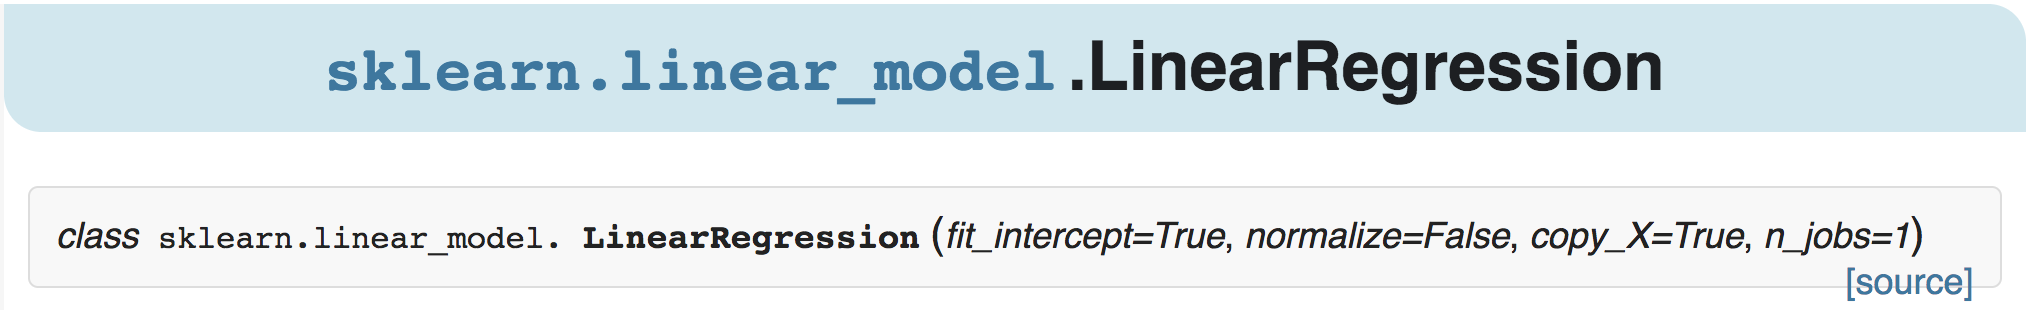 sklearn.linear_model.LinearRegression
class sklearn.linear_model. LinearRegression (fit_intercept=True, normalize=False, copy_X=True, n_jobs=1)
[source]